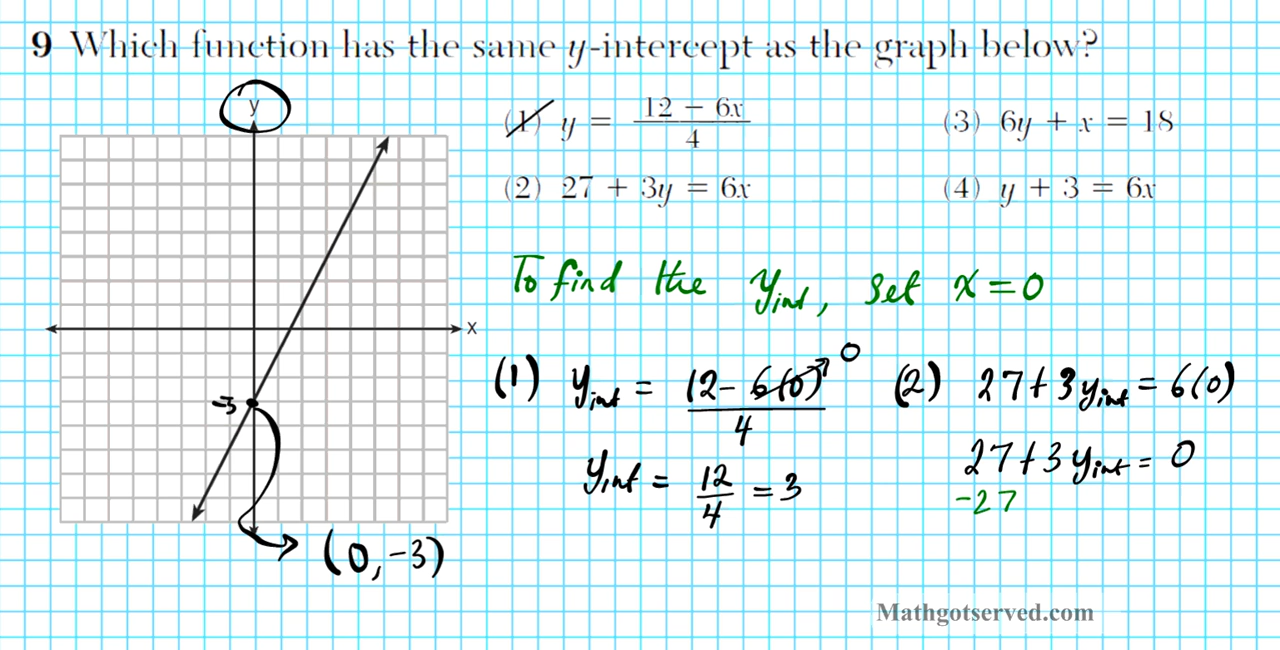 9 Which function has the same y-intercept as the graph below?
y
(1) y = (12 − 6x)/4
(3) 6y + x = 18
(2) 27 + 3y = 6x
(4) y + 3 = 6x
To find the yint, set x=0
x
(1) yint = (12 - 6(0))/4 0
(2) 27 + 3yint = 6(0)
-3
yint = 12/4 = 3
27 + 3yint = 0
-27
(0, -3)
Mathgotserved.com